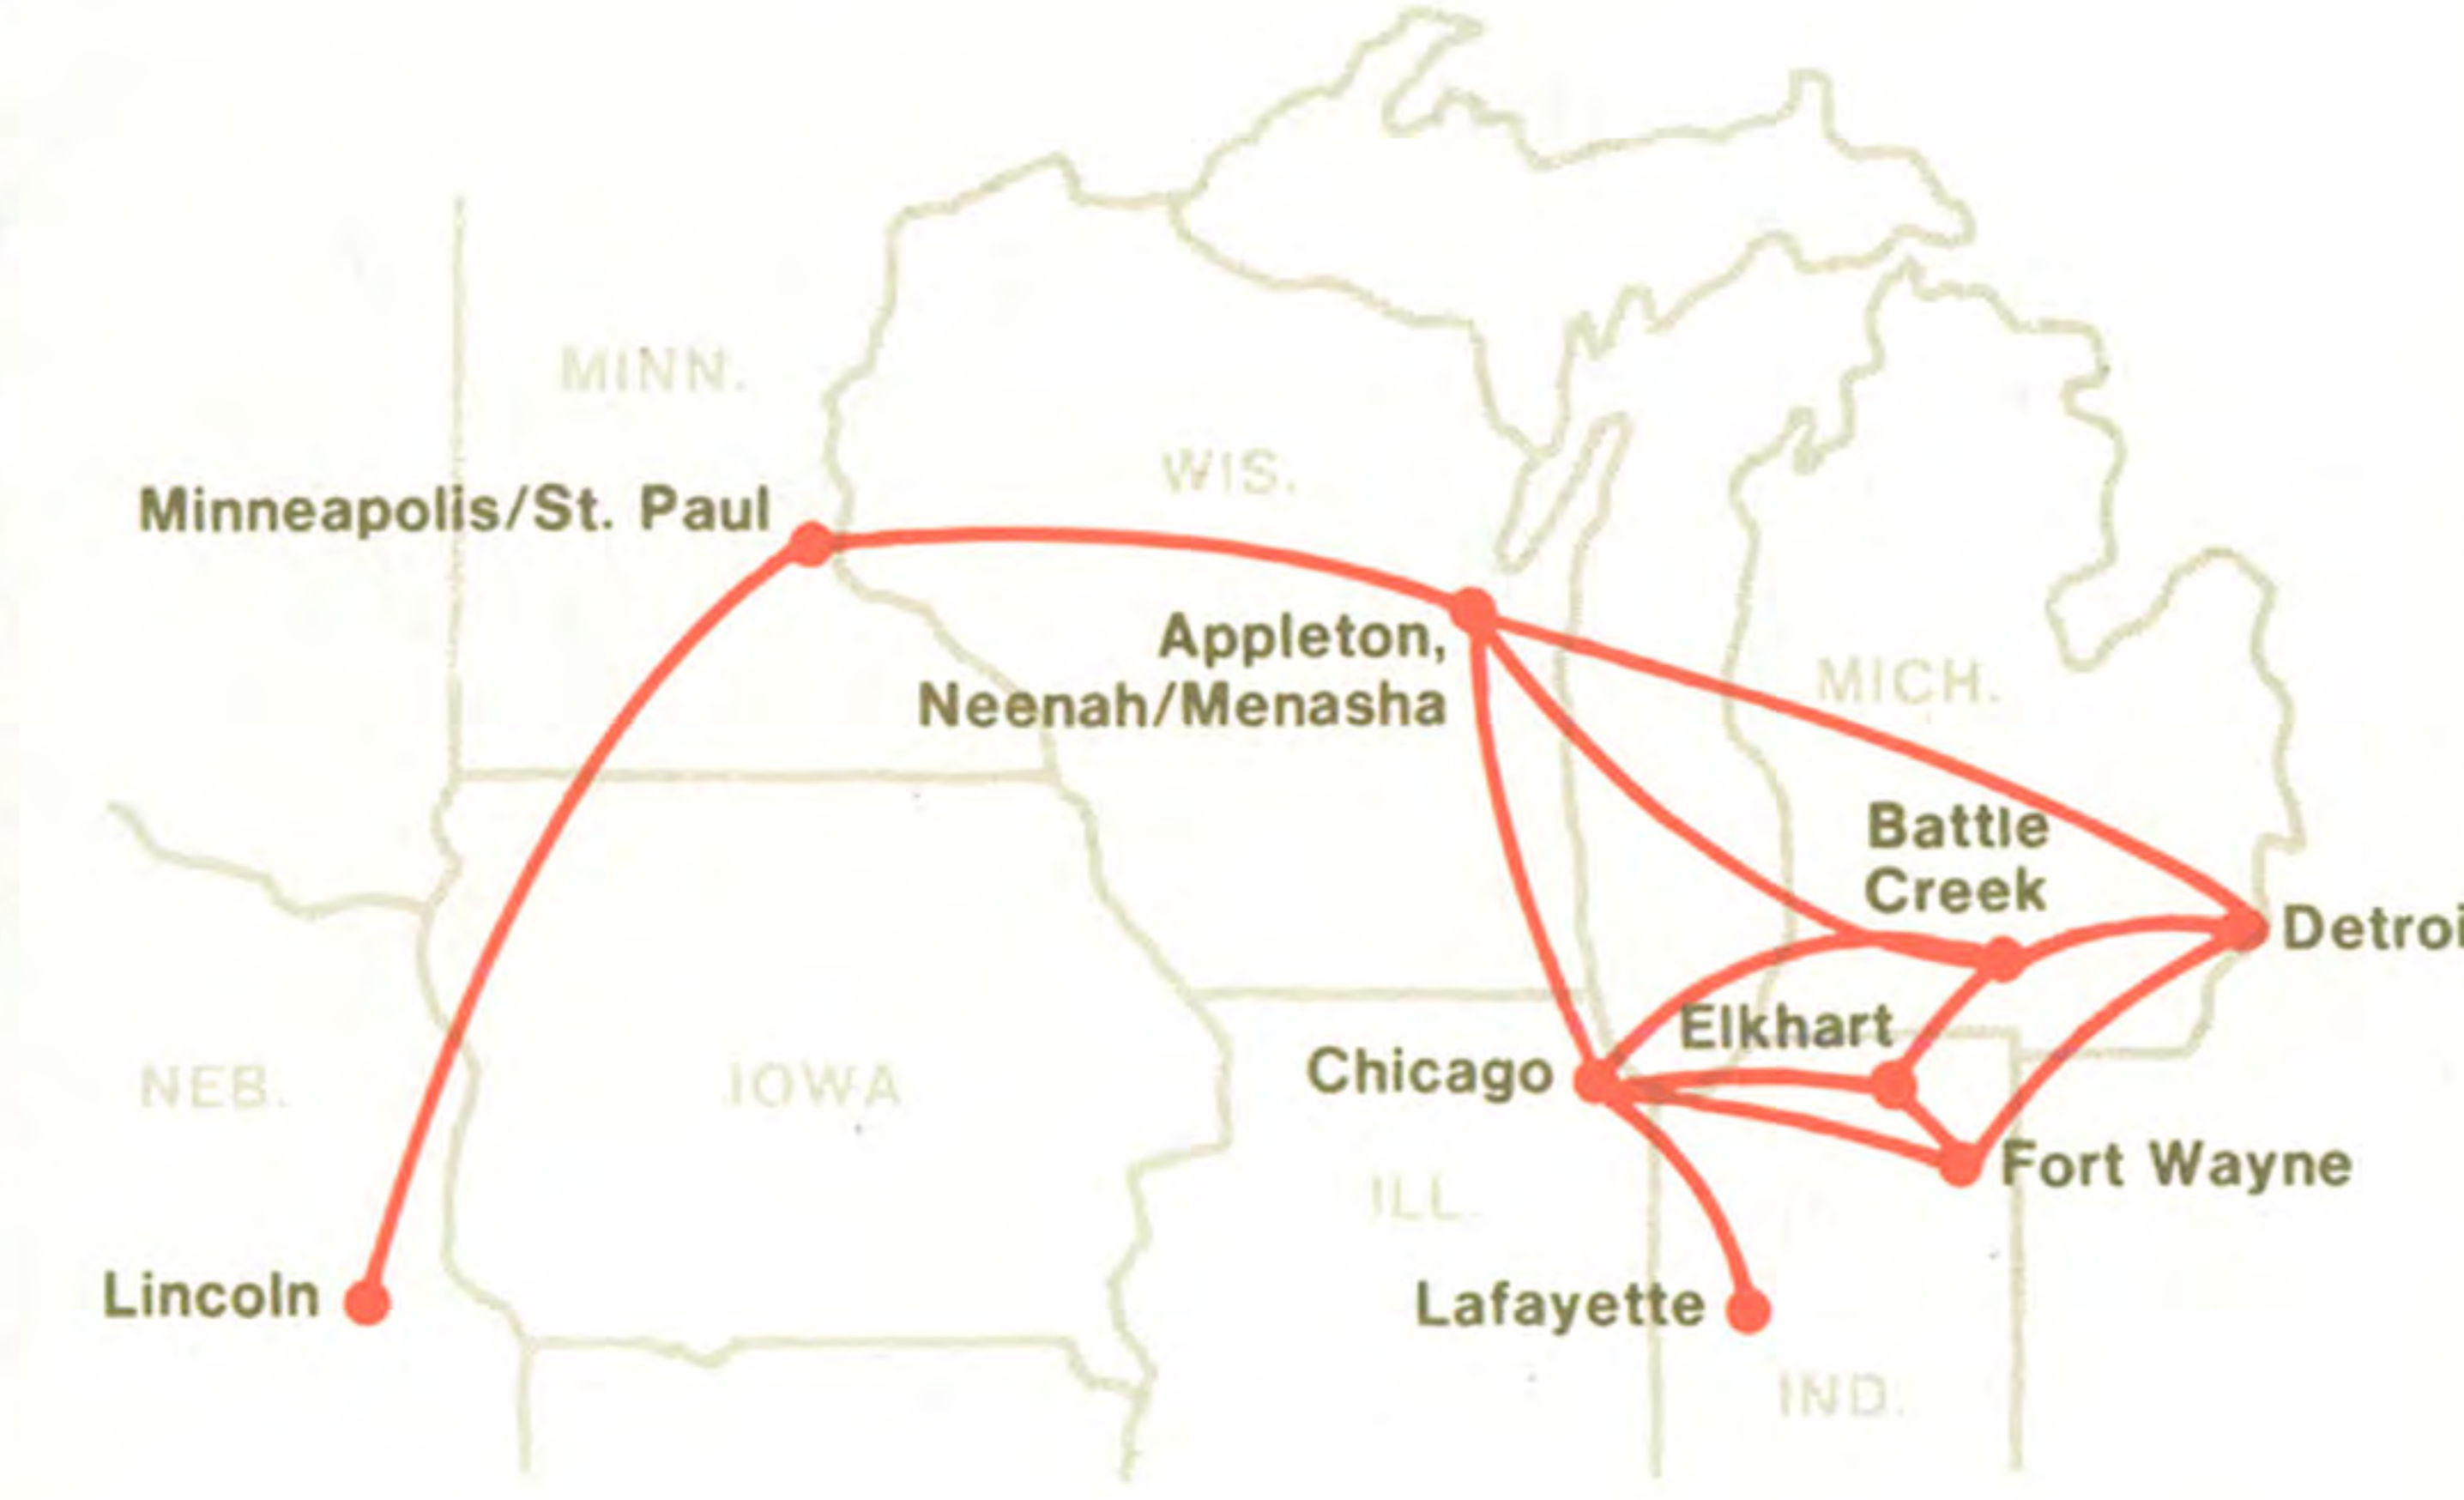 MINN.
WIS.
Minneapolis/St. Paul
Appleton,
Neenah/Menasha
MICH.
Battle
Creek
Detroi
Elkhart
Chicago
NEB.
IOWA
Fort Wayne
ILL.
Lincoln
Lafayette
IND.